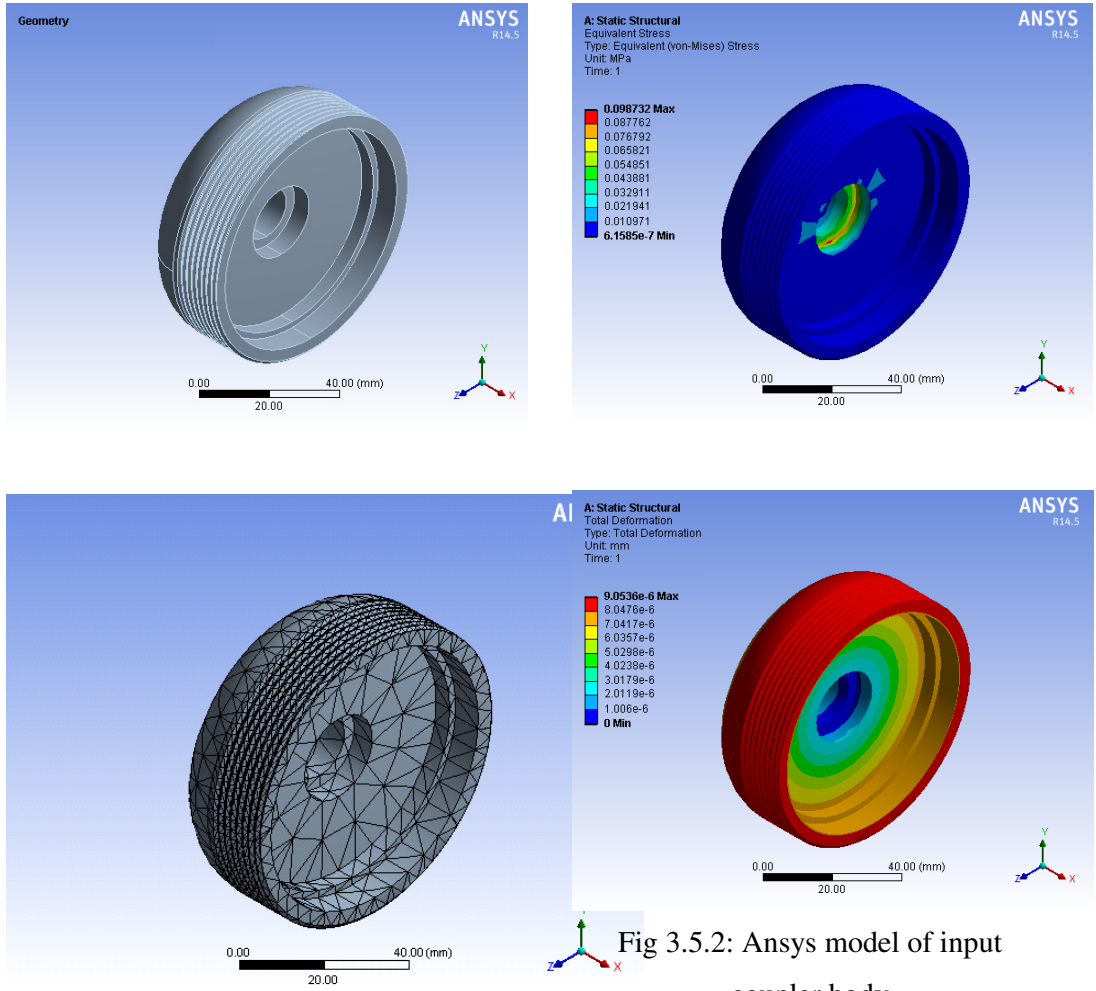 Geometry
ANSYS
R14.5
0.00
40.00 (mm)
20.00
Y
Z
X
A: Static Structural
Equivalent Stress
Type: Equivalent (von-Mises) Stress
Unit: MPa
Time: 1
ANSYS
R14.5
0.098732 Max
0.087762
0.076792
0.065821
0.054851
0.043881
0.032911
0.021941
0.010971
6.1585e-7 Min
0.00
40.00 (mm)
20.00
Y
Z
X
0.00
40.00 (mm)
20.00
Z
A: Static Structural
Total Deformation
Type: Total Deformation
Unit: mm
Time: 1
ANSYS
R14.5
9.0536e-6 Max
8.0476e-6
7.0417e-6
6.0357e-6
5.0298e-6
4.0238e-6
3.0179e-6
2.0119e-6
1.006e-6
0 Min
0.00
40.00 (mm)
20.00
Y
Z
X
Fig 3.5.2: Ansys model of input